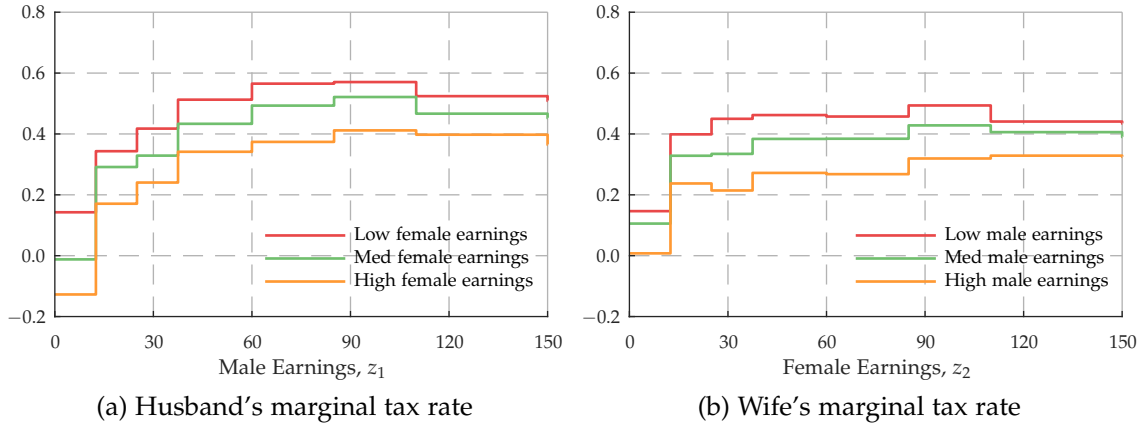 0.8
0.6
0.4
0.2
0.0
−0.2
0 30 60 90 120 150
Low female earnings
Med female earnings
High female earnings
Male Earnings, z₁
(a) Husband's marginal tax rate
0.8
0.6
0.4
0.2
0.0
−0.2
0 30 60 90 120 150
Low male earnings
Med male earnings
High male earnings
Female Earnings, z₂
(b) Wife's marginal tax rate